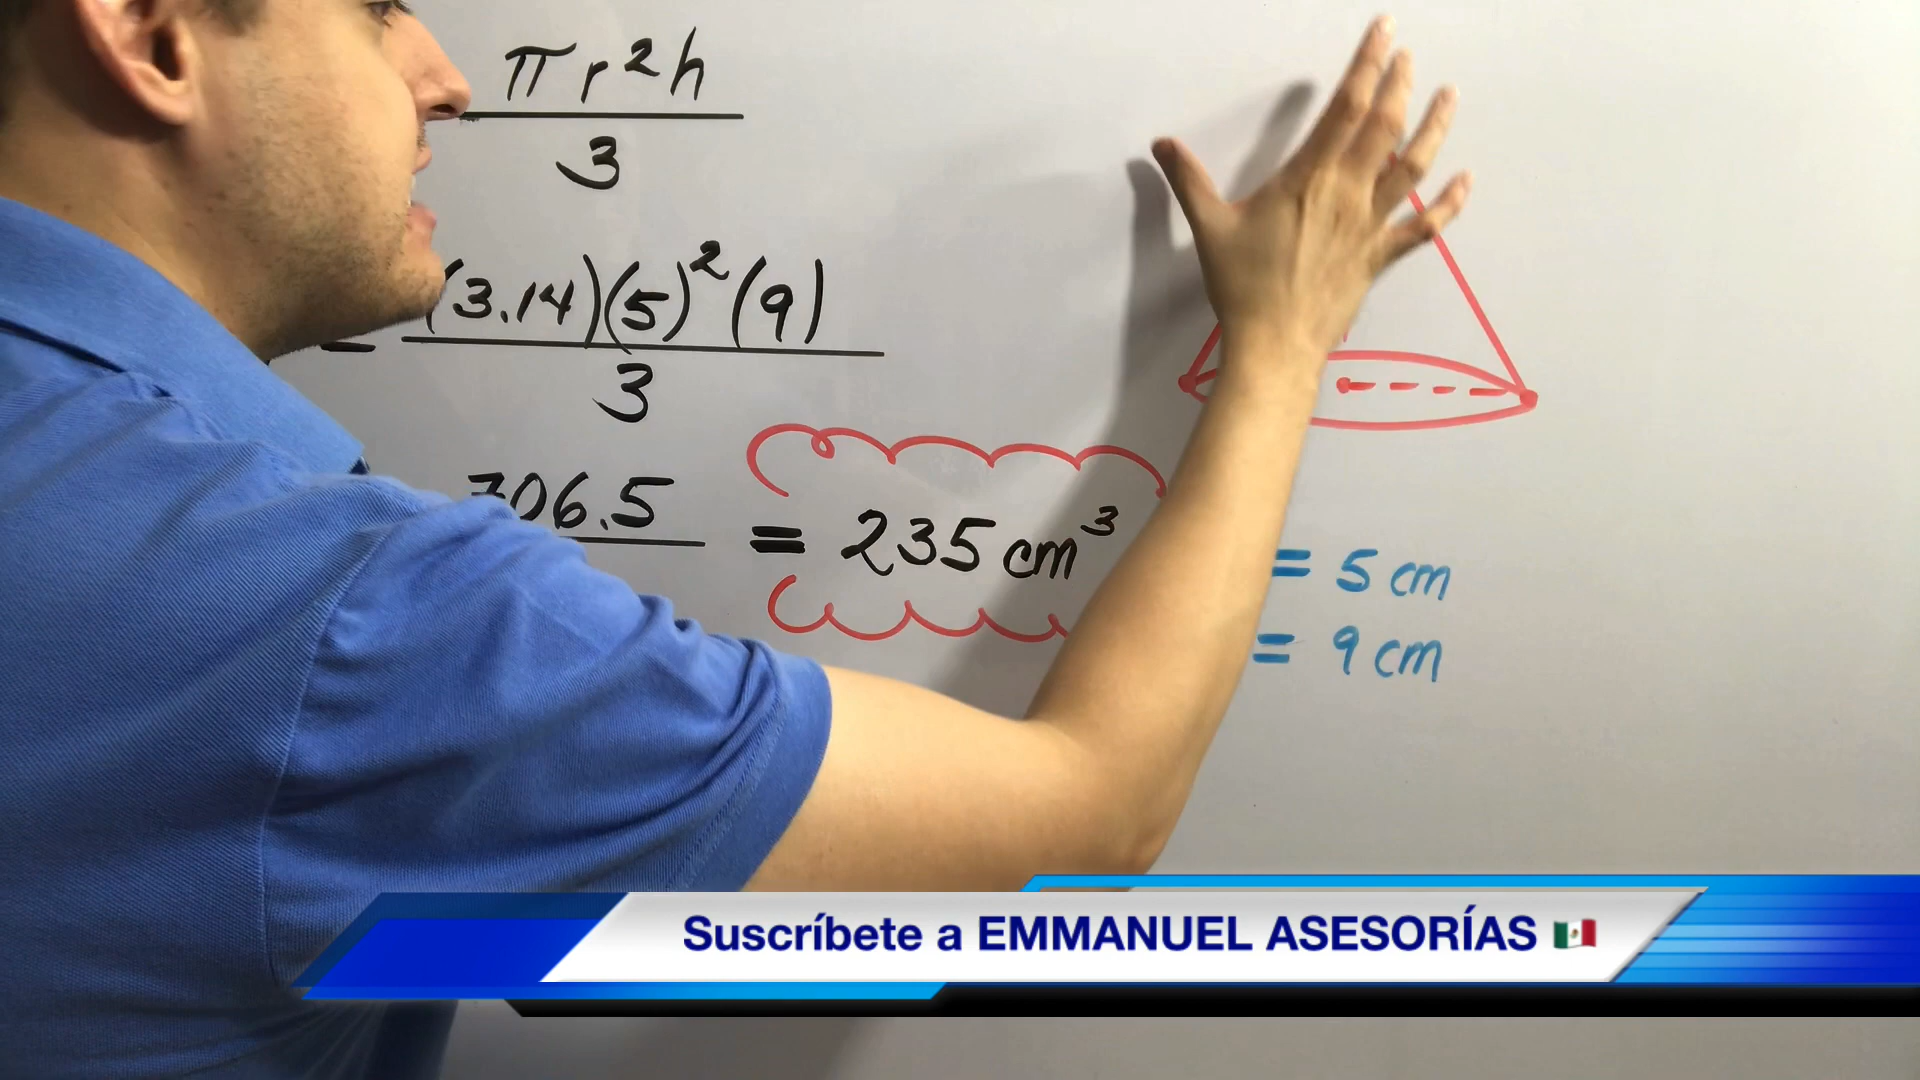 πr²h
3
= (3.14)(5)²(9)
3
706.5 = 235 cm³
= 5 cm
= 9 cm
Suscríbete a EMMANUEL ASESORÍAS 🇲🇽